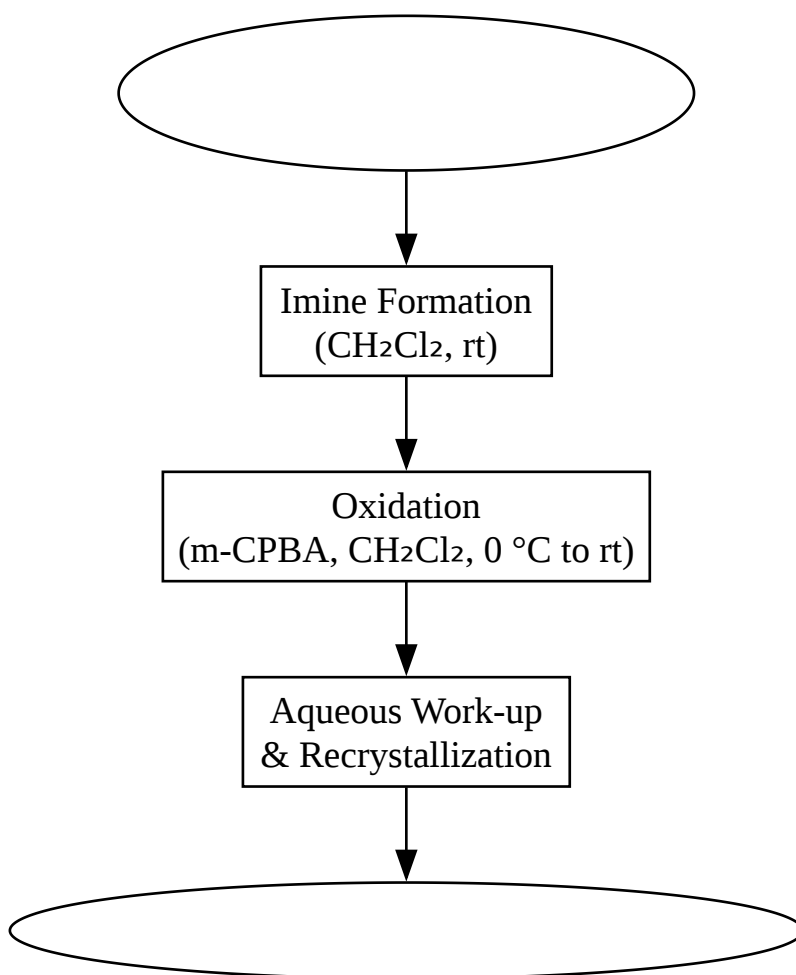 Imine Formation
(CH₂Cl₂, rt)
Oxidation
(m-CPBA, CH₂Cl₂, 0 °C to rt)
Aqueous Work-up
& Recrystallization